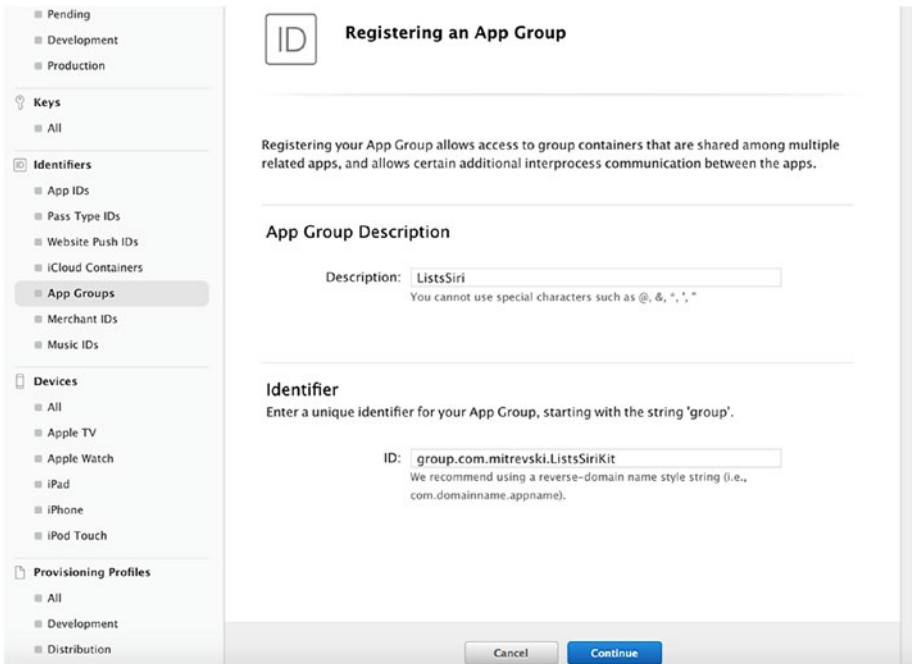 Pending
Development
Production
Keys
All
Identifiers
App IDs
Pass Type IDs
Website Push IDs
iCloud Containers
App Groups
Merchant IDs
Music IDs
Devices
All
Apple TV
Apple Watch
iPad
iPhone
iPod Touch
Provisioning Profiles
All
Development
Distribution
ID
Registering an App Group
Registering your App Group allows access to group containers that are shared among multiple
related apps, and allows certain additional interprocess communication between the apps.
App Group Description
Description: ListsSiri
You cannot use special characters such as @, &, *, ', "
Identifier
Enter a unique identifier for your App Group, starting with the string 'group'.
ID: group.com.mitrevski.ListsSiriKit
We recommend using a reverse-domain name style string (i.e.,
com.domainname.appname).
Cancel
Continue